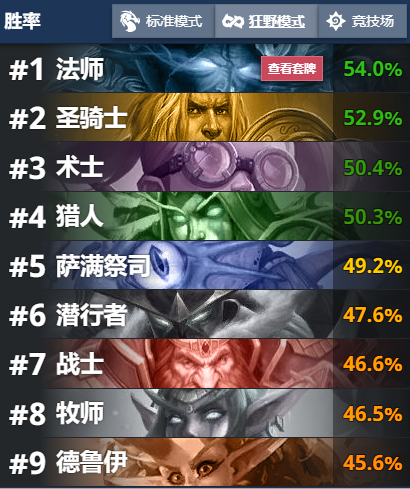 胜率 标准模式 狂野模式 竞技场
#1 法师 查看套牌 54.0%
#2 圣骑士 52.9%
#3 术士 50.4%
#4 猎人 50.3%
#5 萨满祭司 49.2%
#6 潜行者 47.6%
#7 战士 46.6%
#8 牧师 46.5%
#9 德鲁伊 45.6%